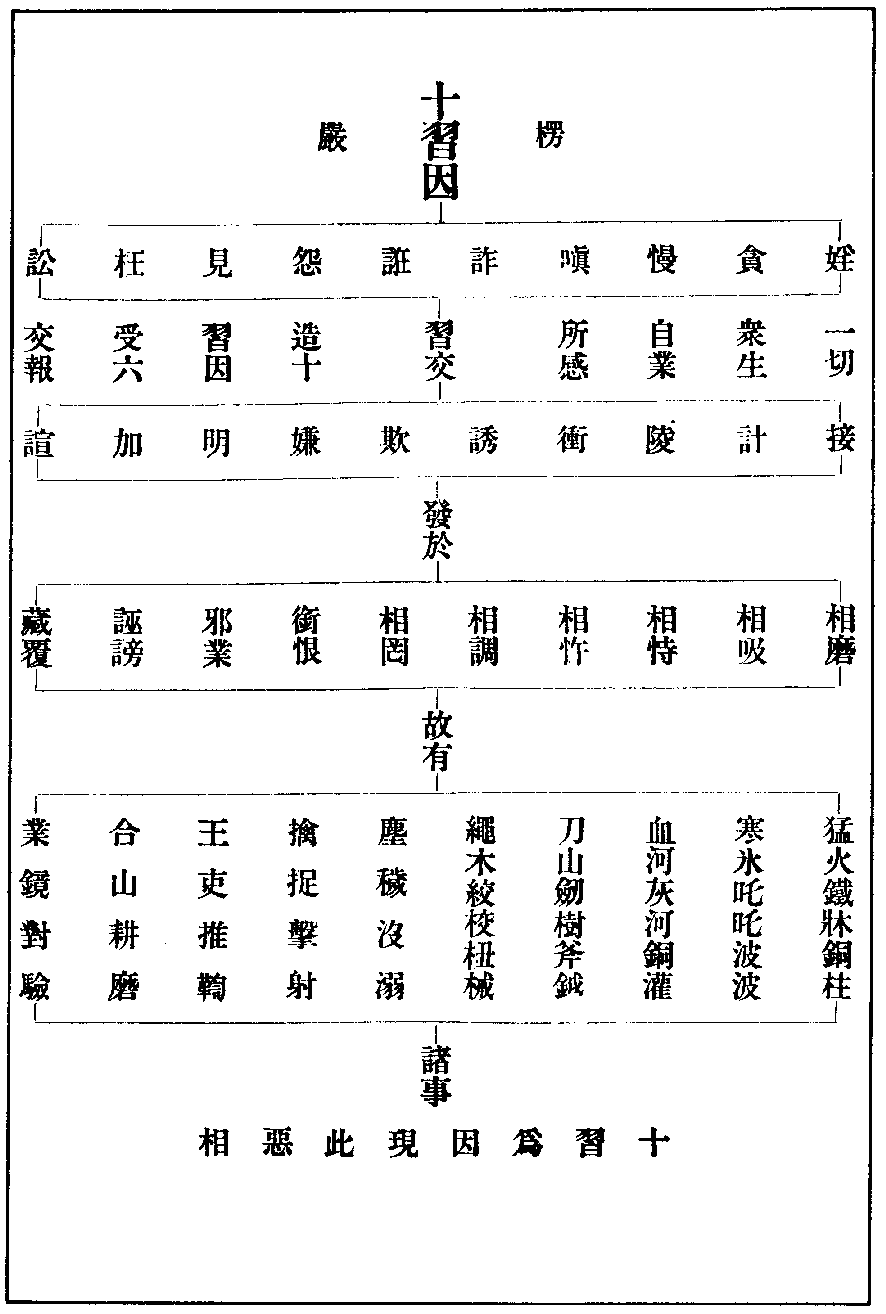 楞嚴
十習因
婬 貪 慢 嗔 詐 誑 怨 見 枉 訟
一切 衆生 自業 所感 習交 造十 習因 受六 交報
接 計 陵 衝 誘 欺 嫌 明 加 諠
發於
相磨 相吸 相恃 相忤 相調 相罔 銜恨 邪業 誣謗 藏覆
故有
猛火鐵牀銅柱 寒氷吒吒波波 血河灰河銅灌 刀山劒樹斧鉞 繩木絞校杻械 塵穢沒溺 擒捉擊射 王吏推鞫 合山耕磨 業鏡對驗
諸事
十習爲因現此惡相